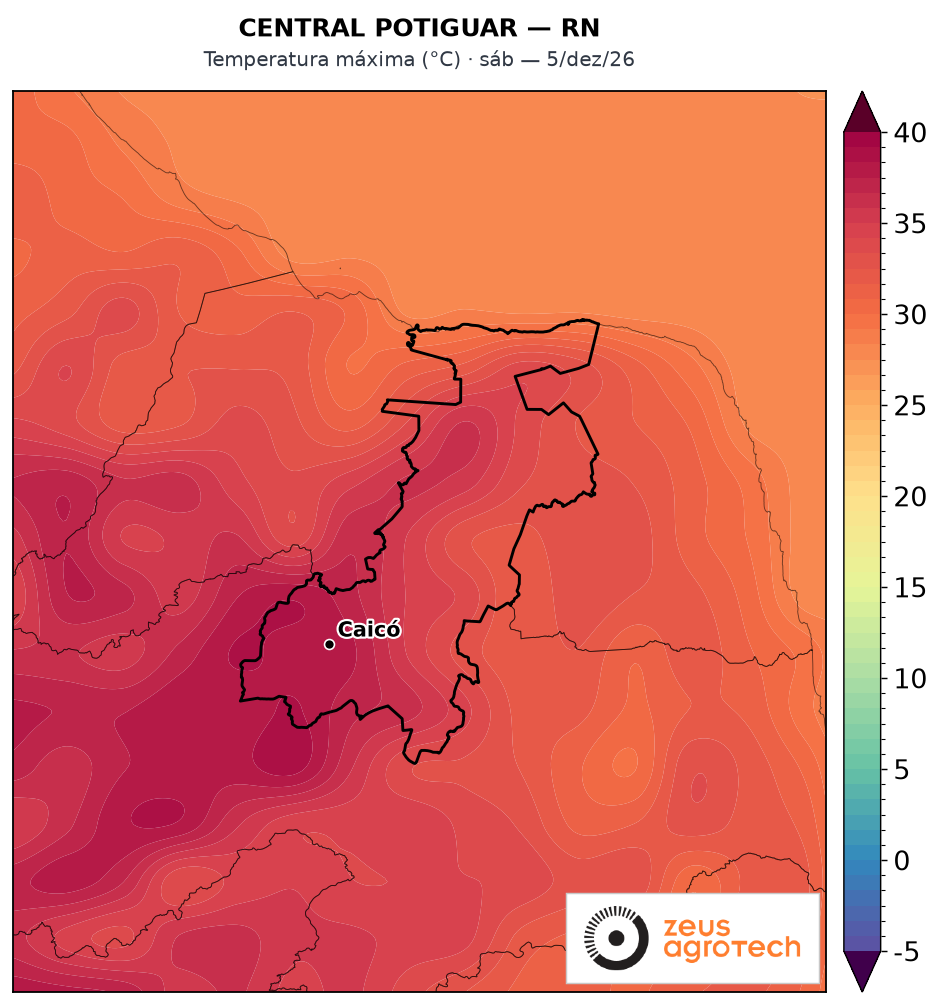 CENTRAL POTIGUAR — RN
Temperatura máxima (°C) · sáb — 5/dez/26
40
35
30
25
20
15
10
5
0
-5
Caicó
zeus
agrotech